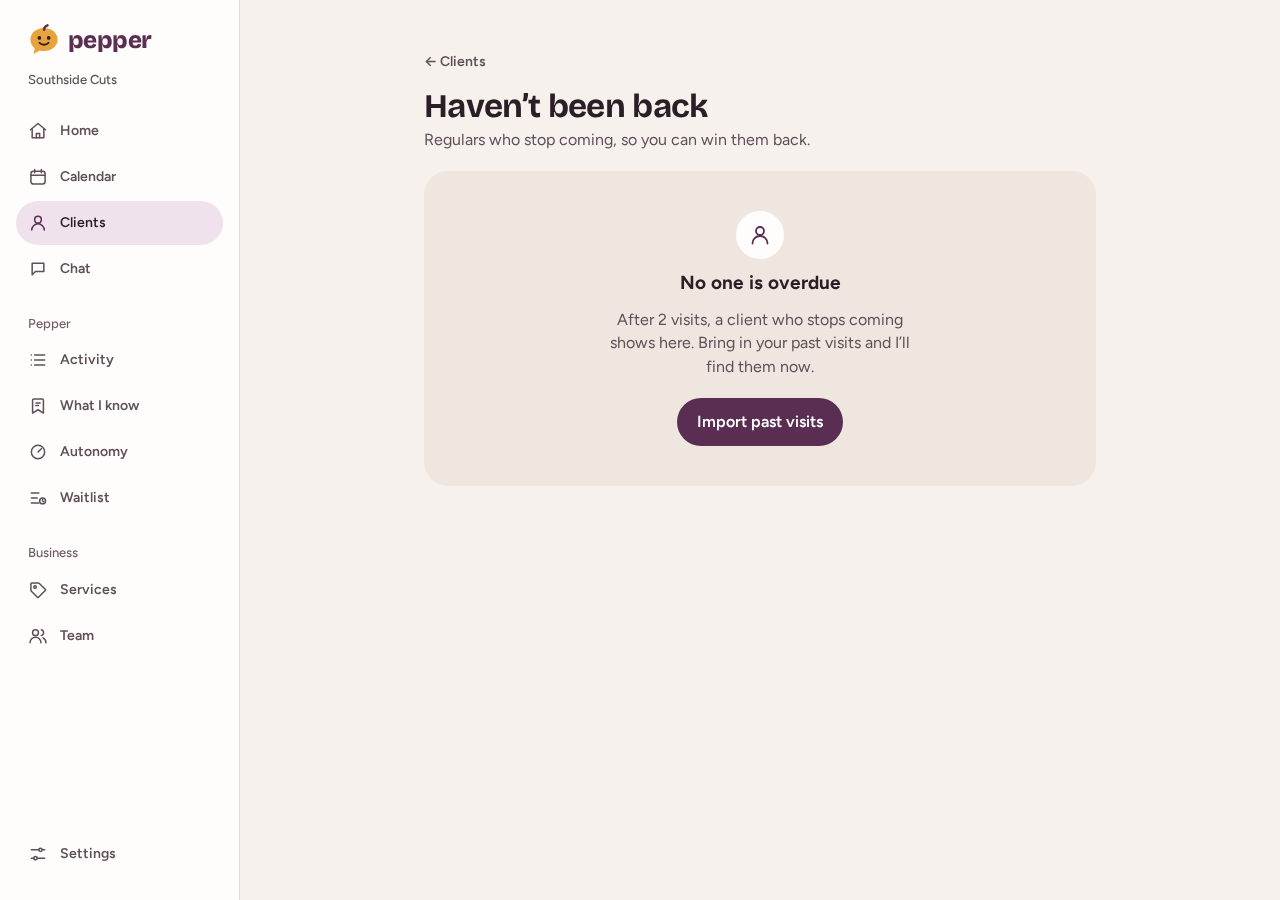 pepper
Southside Cuts
Home
Calendar
Clients
Chat
Pepper
Activity
What I know
Autonomy
Waitlist
Business
Services
Team
Settings
← Clients
Haven’t been back
Regulars who stop coming, so you can win them back.
No one is overdue
After 2 visits, a client who stops coming
shows here. Bring in your past visits and I’ll
find them now.
Import past visits